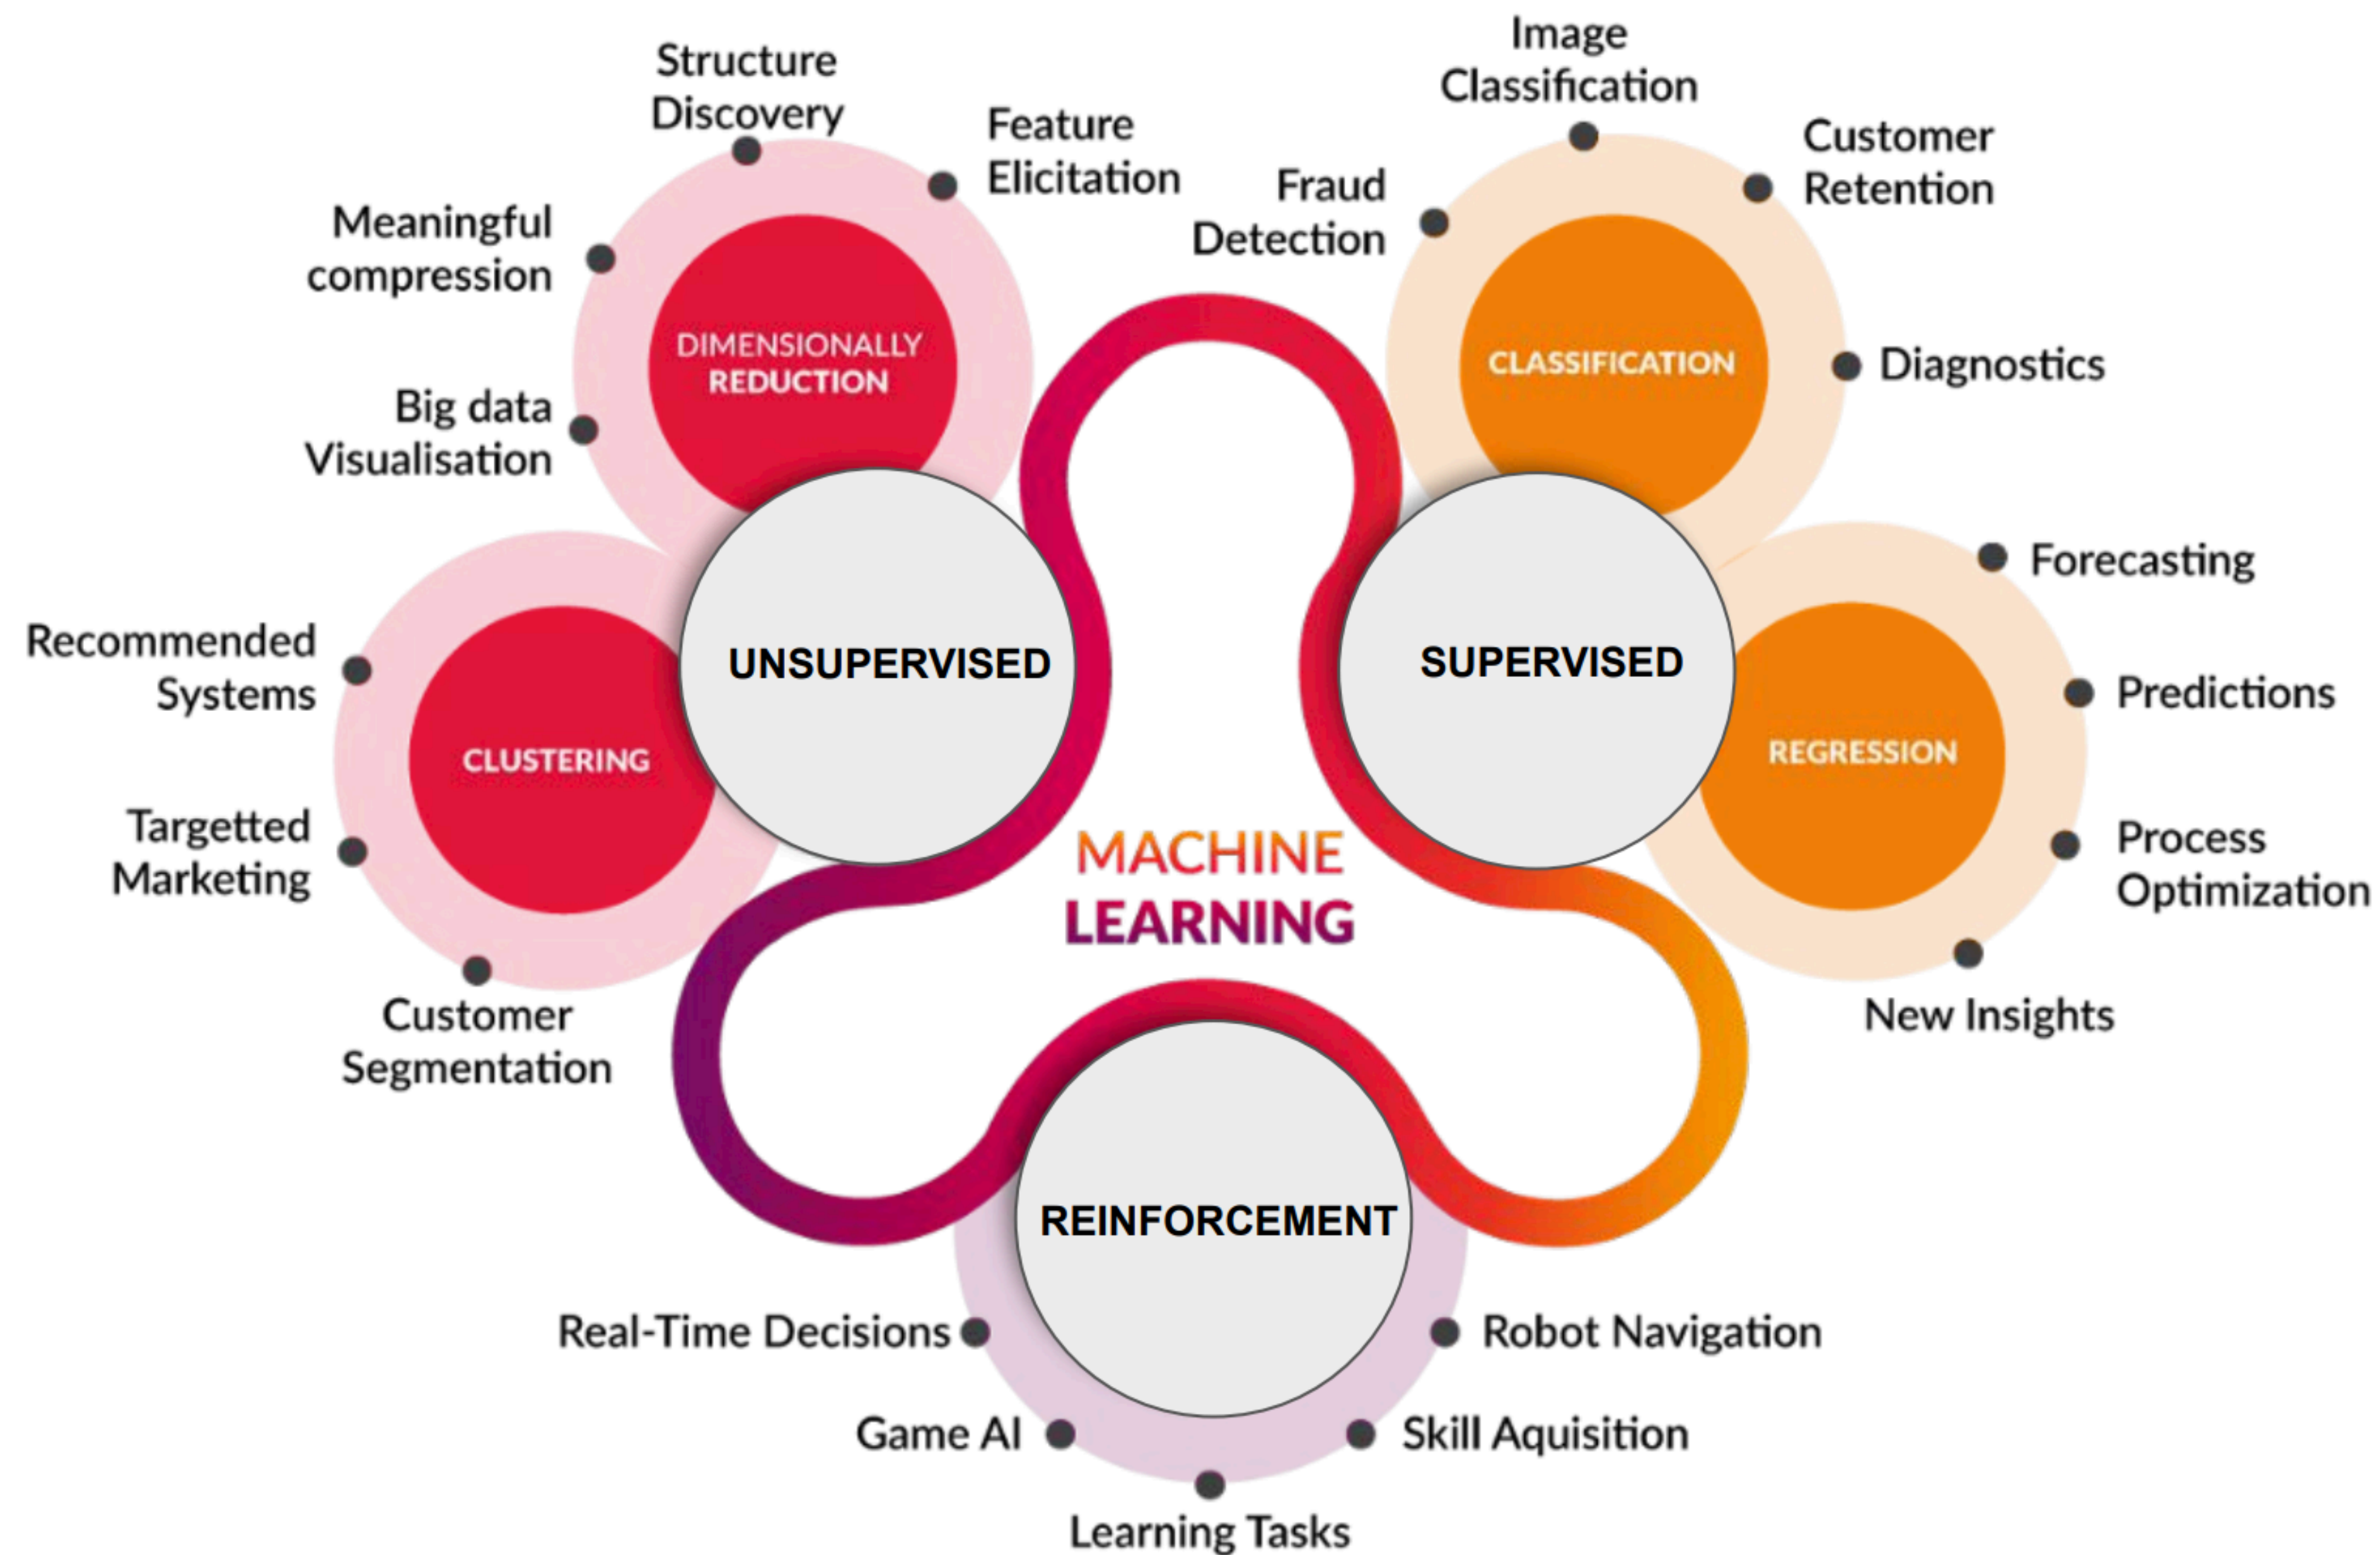 Structure
Discovery
Feature
Elicitation
Meaningful
compression
Big data
Visualisation
DIMENSIONALLY
REDUCTION
Recommended
Systems
Targetted
Marketing
Customer
Segmentation
CLUSTERING
UNSUPERVISED
Image
Classification
Customer
Retention
Fraud
Detection
Diagnostics
CLASSIFICATION
SUPERVISED
Forecasting
Predictions
Process
Optimization
New Insights
REGRESSION
MACHINE
LEARNING
REINFORCEMENT
Real-Time Decisions
Robot Navigation
Game AI
Skill Aquisition
Learning Tasks